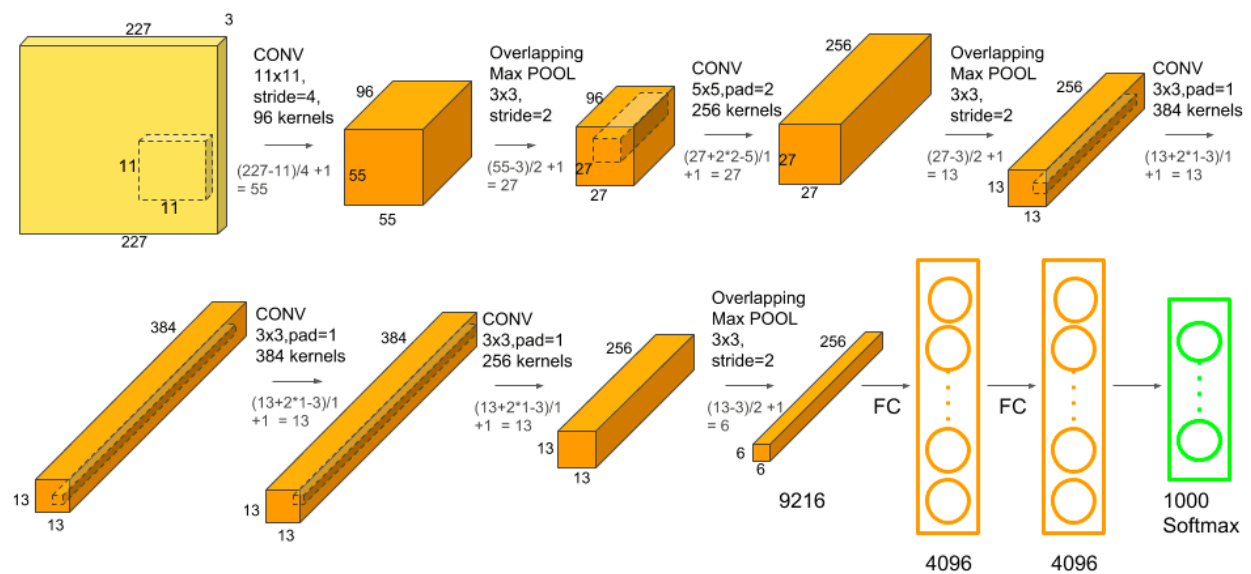 227
3
11
11
227
CONV
11x11,
stride=4,
96 kernels
(227-11)/4 +1
= 55
96
55
55
Overlapping
Max POOL
3x3,
stride=2
(55-3)/2 +1
= 27
96
27
27
CONV
5x5,pad=2
256 kernels
(27+2*2-5)/1
+1 = 27
256
27
27
Overlapping
Max POOL
3x3,
stride=2
(27-3)/2 +1
= 13
256
13
13
CONV
3x3,pad=1
384 kernels
(13+2*1-3)/1
+1 = 13
384
13
13
CONV
3x3,pad=1
384 kernels
(13+2*1-3)/1
+1 = 13
384
13
13
CONV
3x3,pad=1
256 kernels
(13+2*1-3)/1
+1 = 13
256
13
13
Overlapping
Max POOL
3x3,
stride=2
(13-3)/2 +1
= 6
256
6
6
9216
FC
4096
FC
4096
1000
Softmax